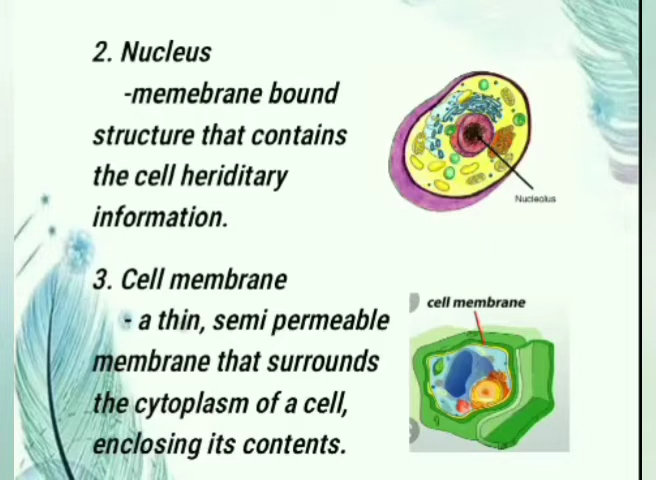 2. Nucleus
-memebrane bound
structure that contains
the cell heriditary
information.
Nucleolus
3. Cell membrane
- a thin, semi permeable
membrane that surrounds
the cytoplasm of a cell,
enclosing its contents.
cell membrane